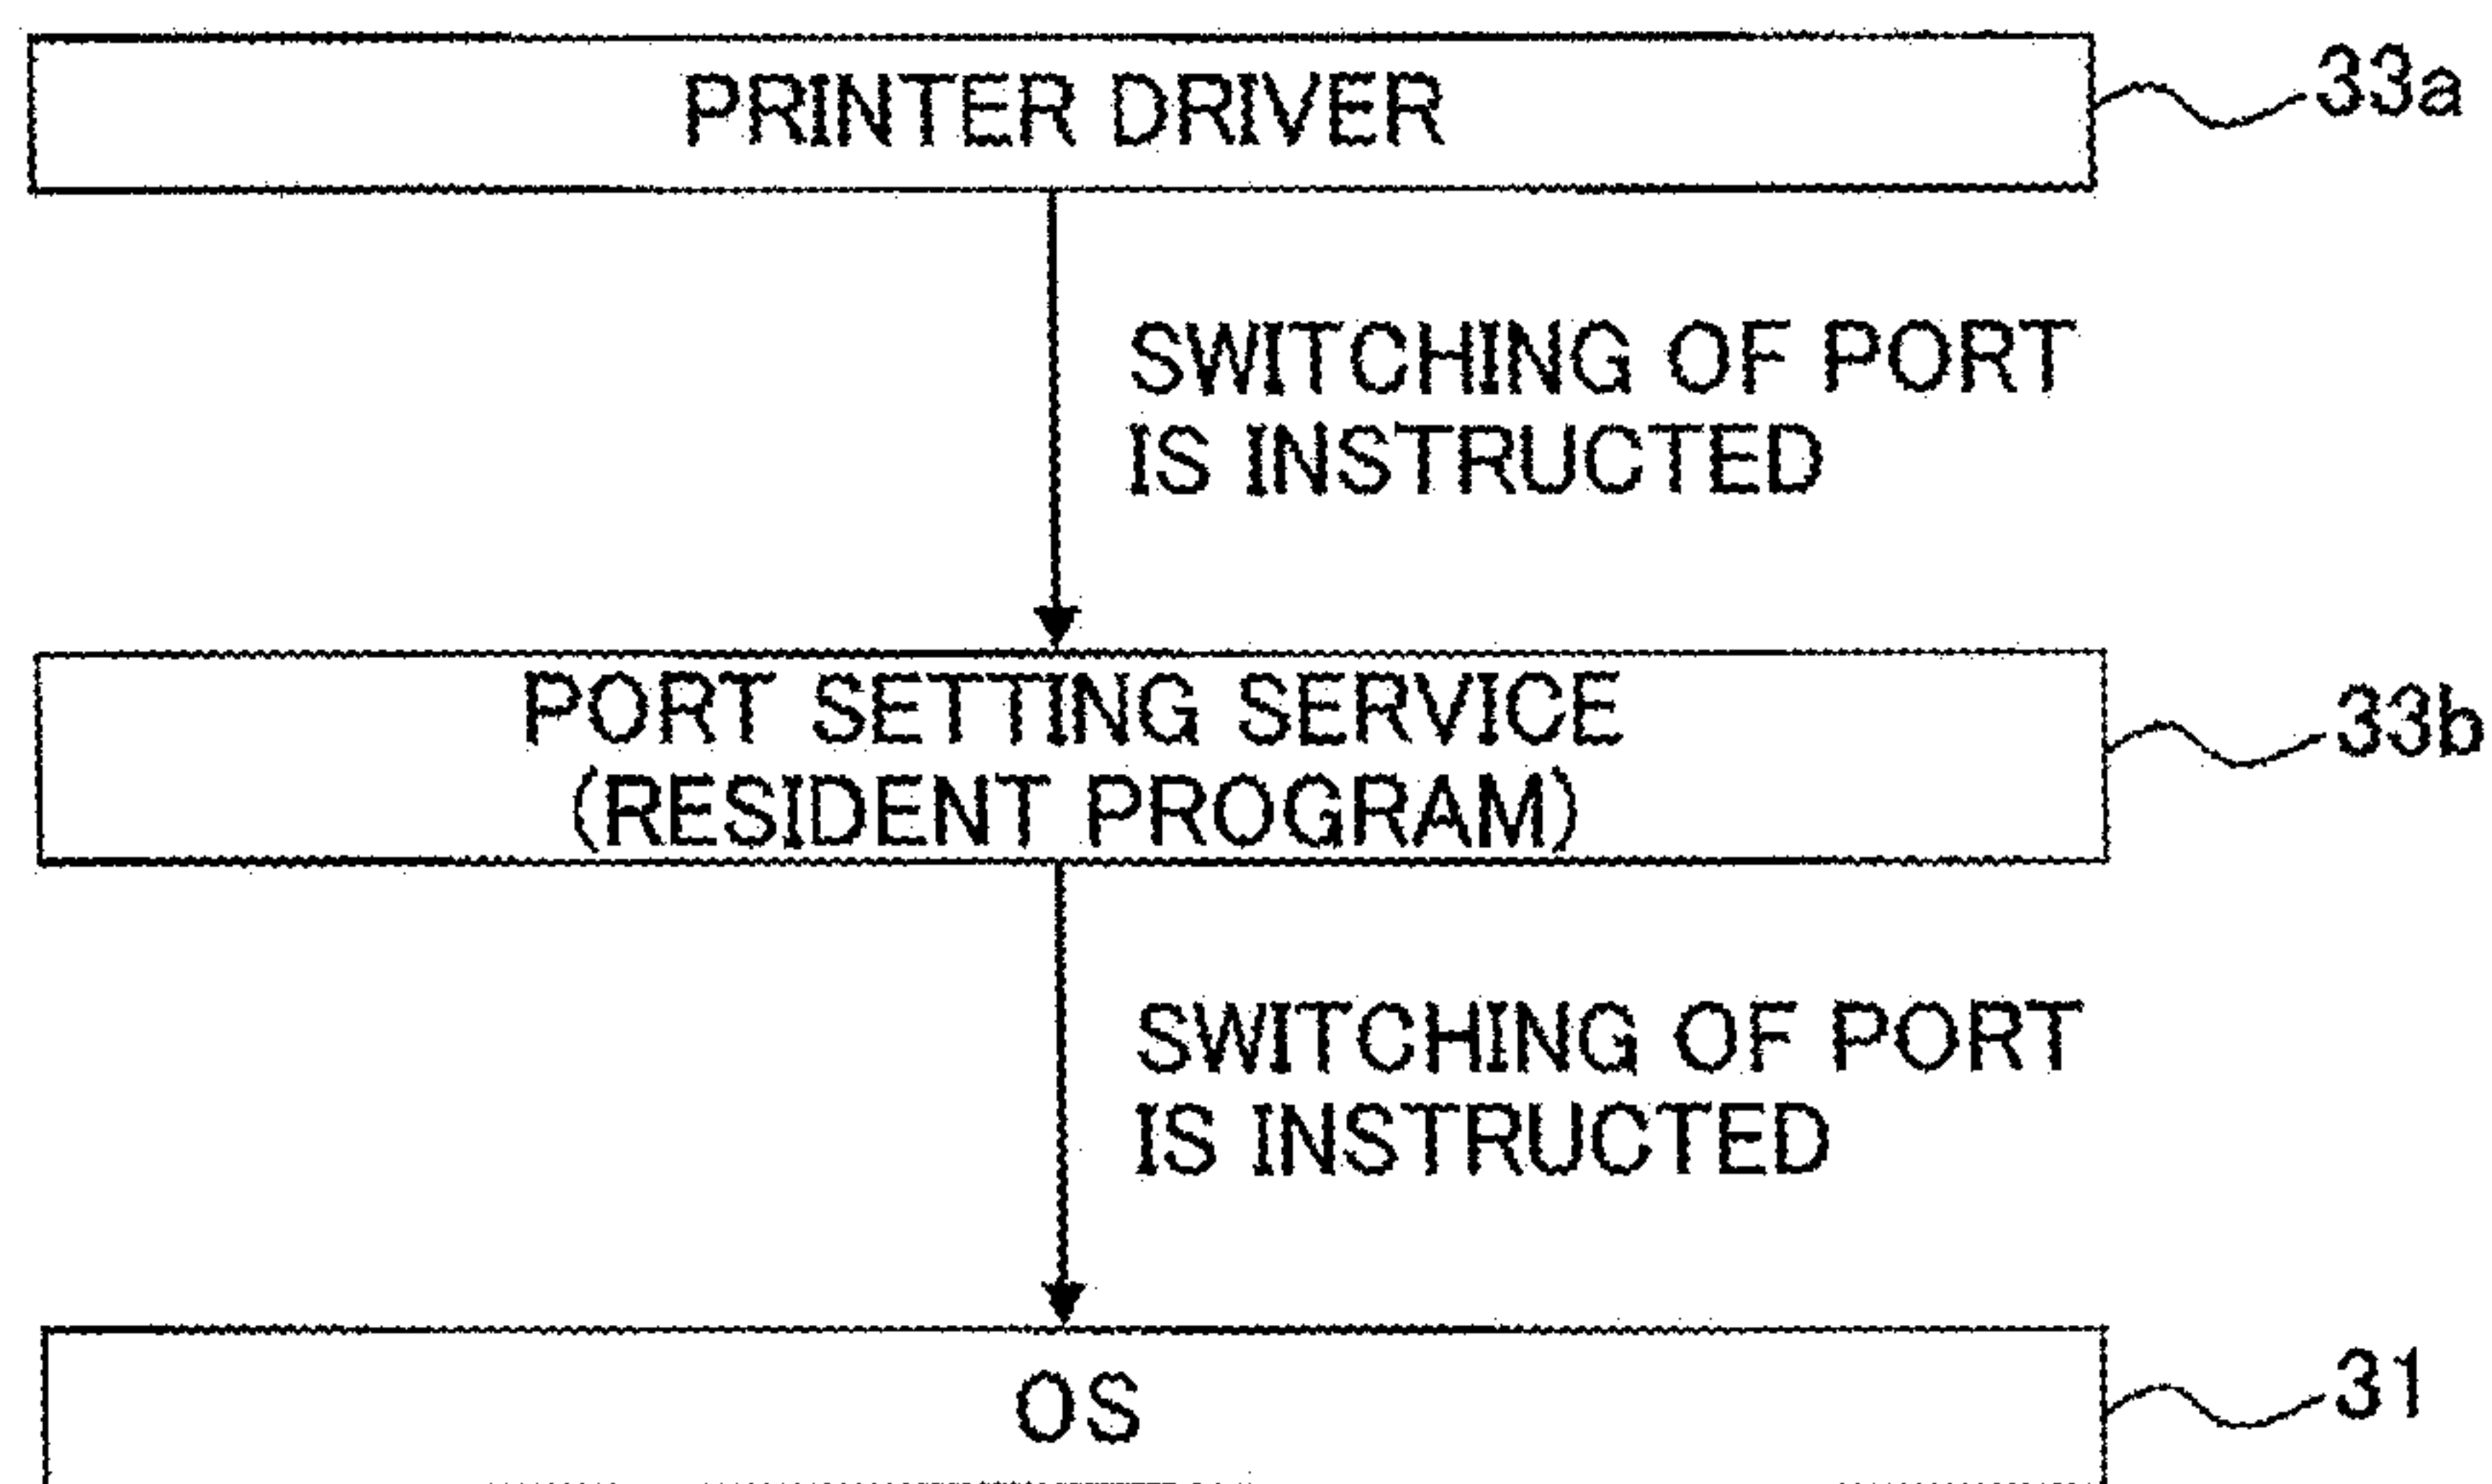 PRINTER DRIVER
33a
SWITCHING OF PORT
IS INSTRUCTED
PORT SETTING SERVICE
(RESIDENT PROGRAM)
33b
SWITCHING OF PORT
IS INSTRUCTED
OS
31